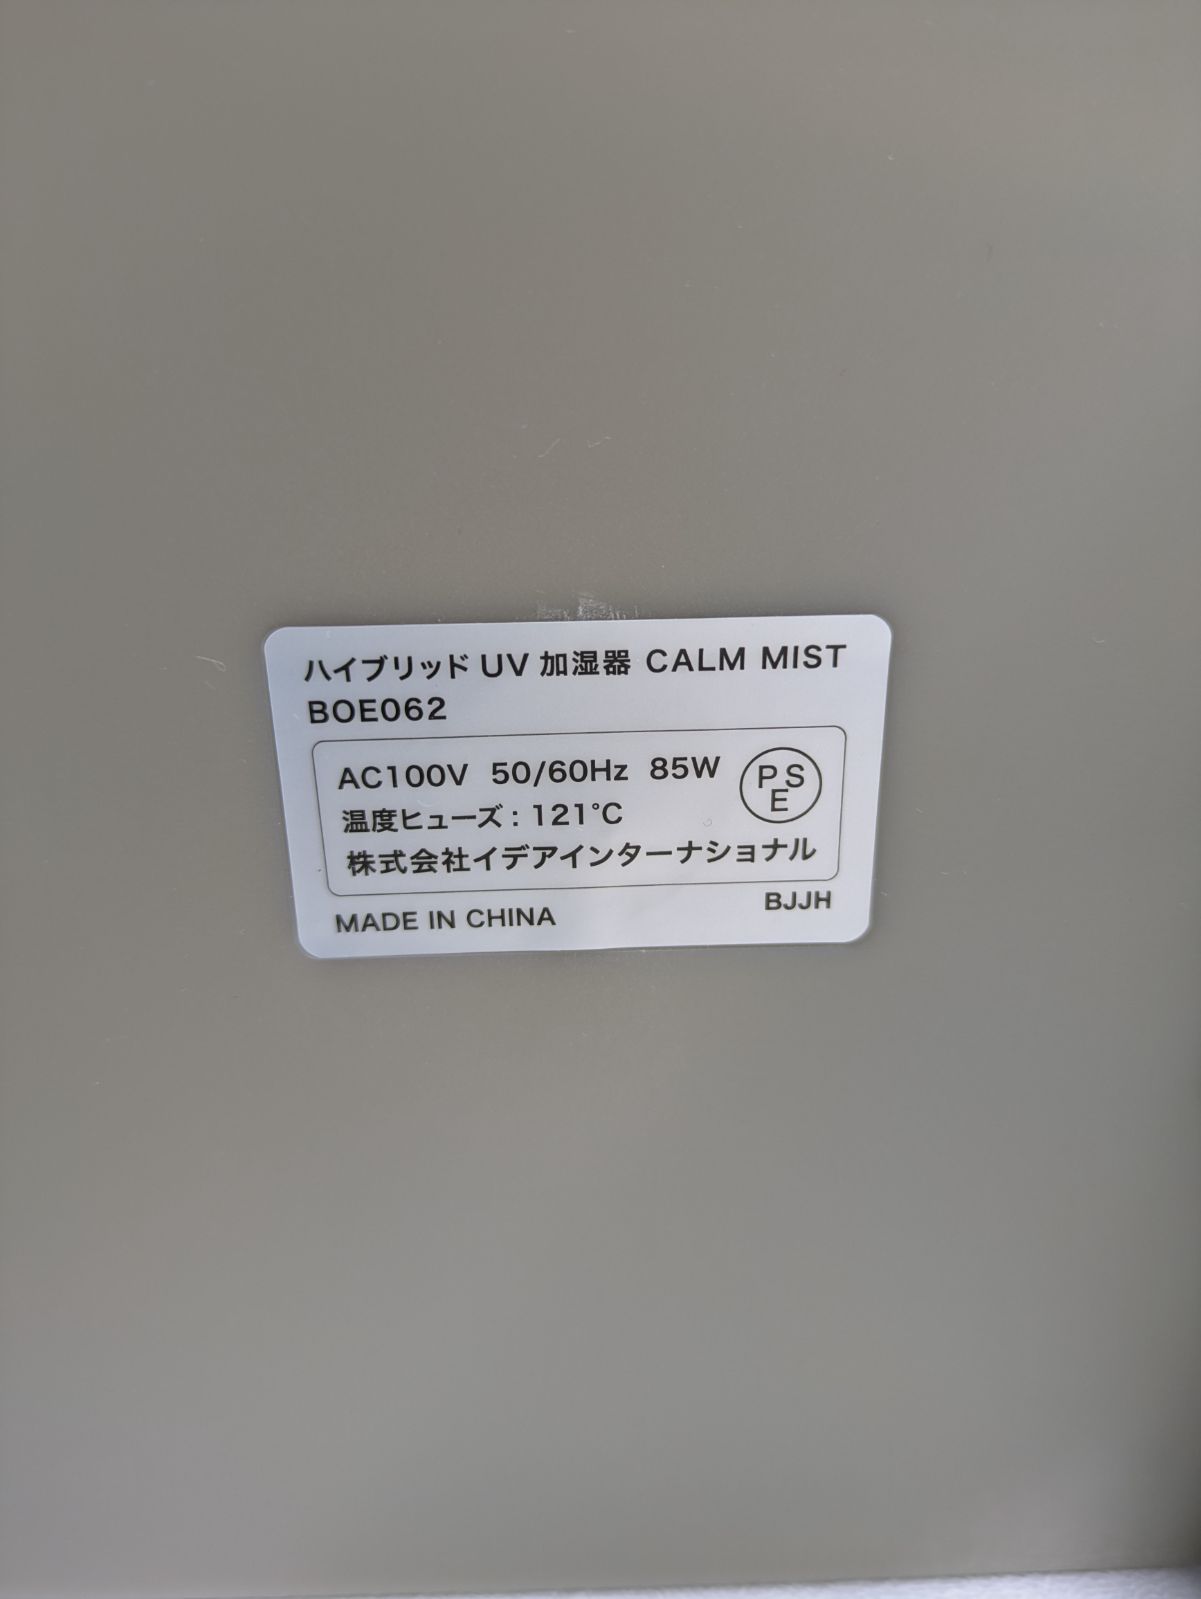 ハイブリッド UV 加湿器 CALM MIST
BOE062
AC100V 50/60Hz 85W
PSE
温度ヒューズ : 121℃
株式会社イデアインターナショナル
MADE IN CHINA
BJJH